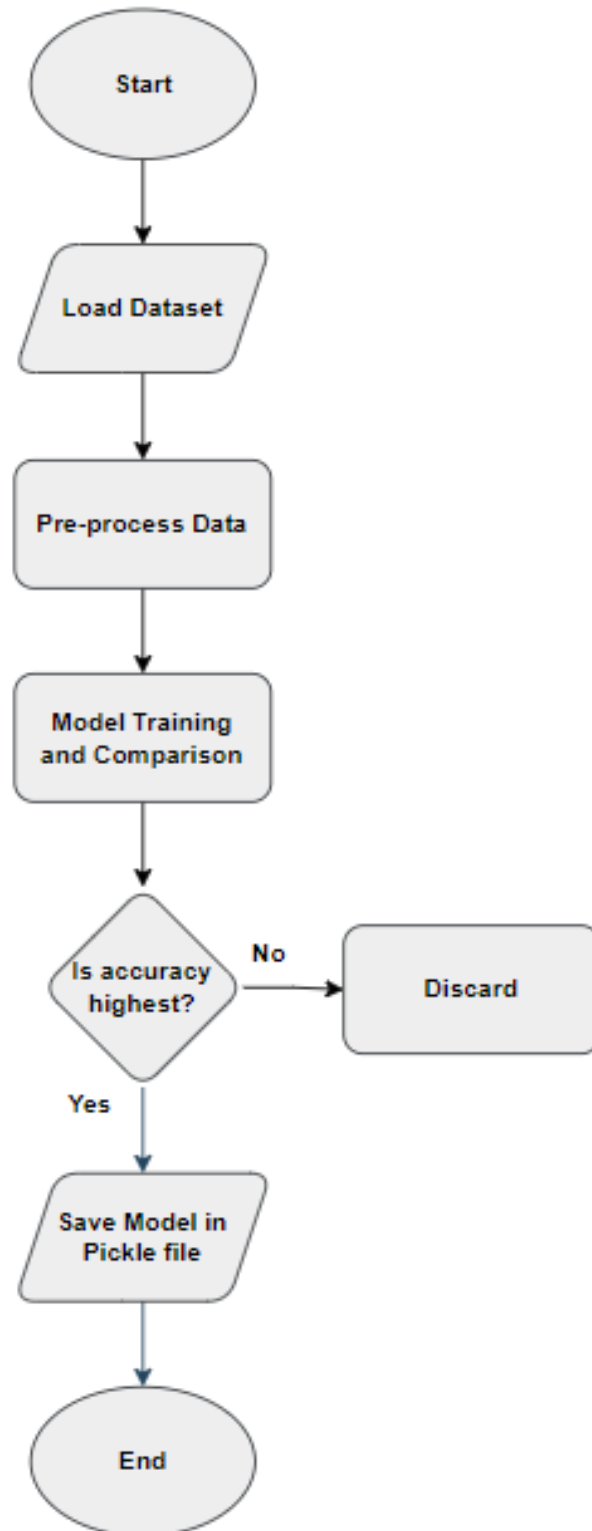 Start
Load Dataset
Pre-process Data
Model Training
and Comparison
Is accuracy
highest?
No
Discard
Yes
Save Model in
Pickle file
End